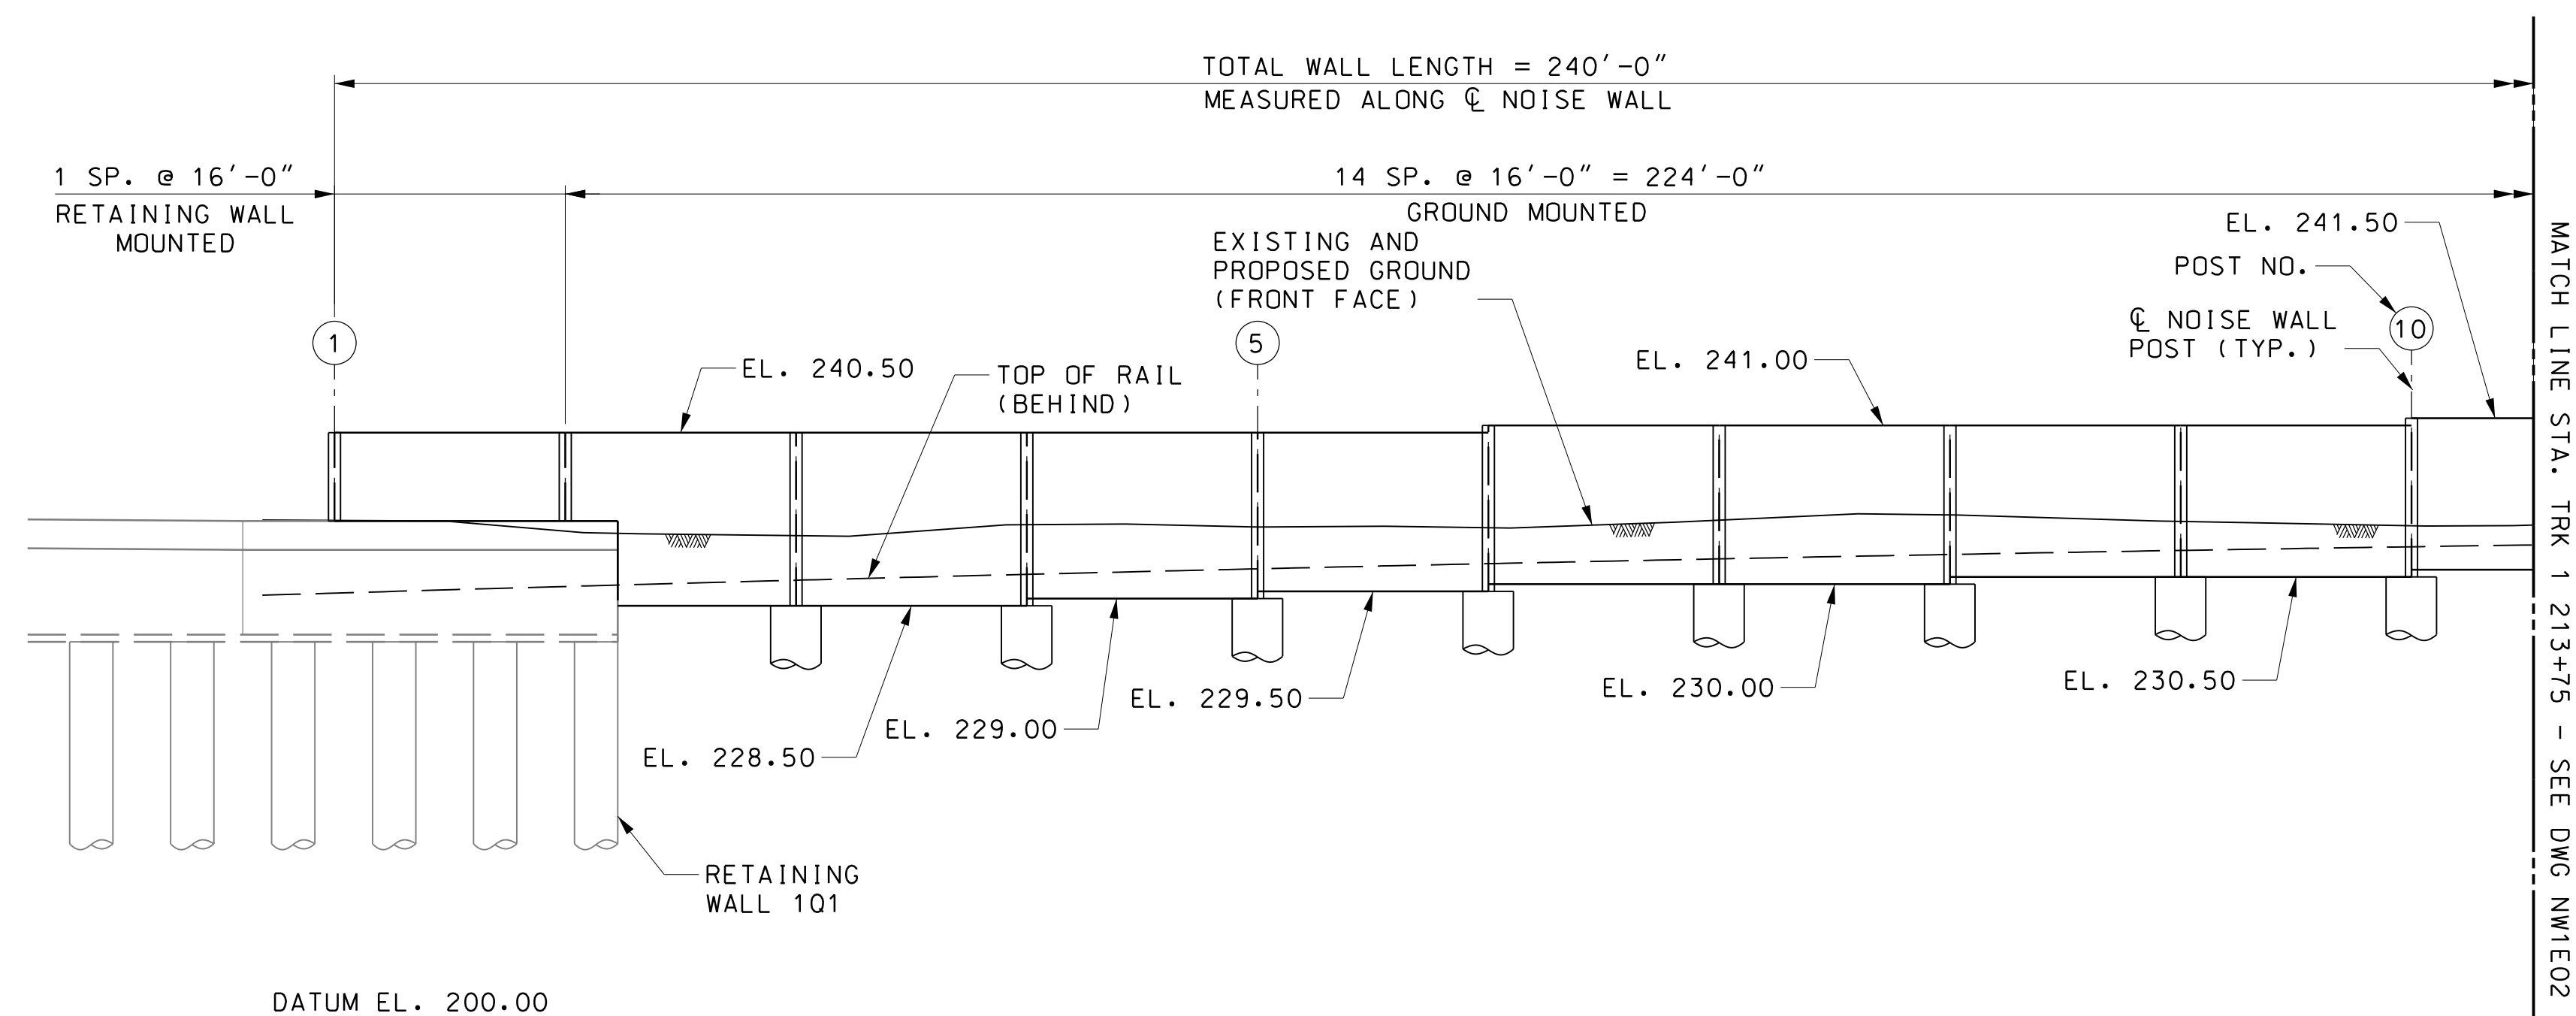 TOTAL WALL LENGTH = 240'-0"
MEASURED ALONG ℄ NOISE WALL
1 SP. @ 16'-0"
RETAINING WALL
MOUNTED
14 SP. @ 16'-0" = 224'-0"
GROUND MOUNTED
EXISTING AND
PROPOSED GROUND
(FRONT FACE)
EL. 241.50
POST NO.
℄ NOISE WALL
POST (TYP.)
1
5
10
EL. 240.50
TOP OF RAIL
(BEHIND)
EL. 241.00
EL. 228.50
EL. 229.00
EL. 229.50
EL. 230.00
EL. 230.50
RETAINING
WALL 1Q1
DATUM EL. 200.00
MATCH LINE STA. TRK 1 213+75 - SEE DWG NW1E02